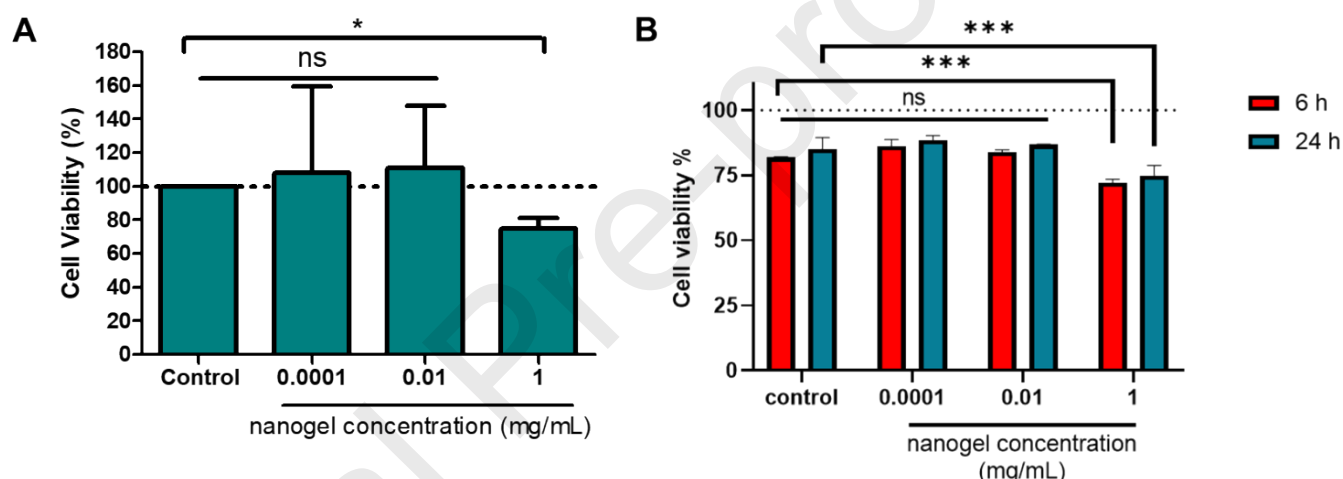 A
*
ns
Cell Viability (%)
180
160
140
120
100
80
60
40
20
0
Control 0.0001 0.01 1
nanogel concentration (mg/mL)
B
***
***
ns
6 h
24 h
Cell viability %
100
75
50
25
0
control 0.0001 0.01 1
nanogel concentration
(mg/mL)
l Pre-pro